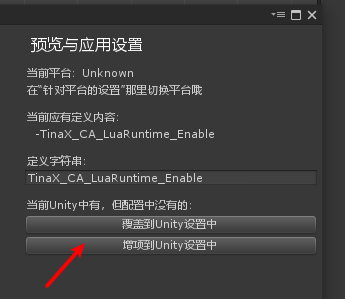 预览与应用设置
当前平台: Unknown
在"针对平台的设置"那里切换平台哦
当前应有定义内容:
-TinaX_CA_LuaRuntime_Enable
定义字符串:
TinaX_CA_LuaRuntime_Enable
当前Unity中有，但配置中没有的:
覆盖到Unity设置中
增项到Unity设置中